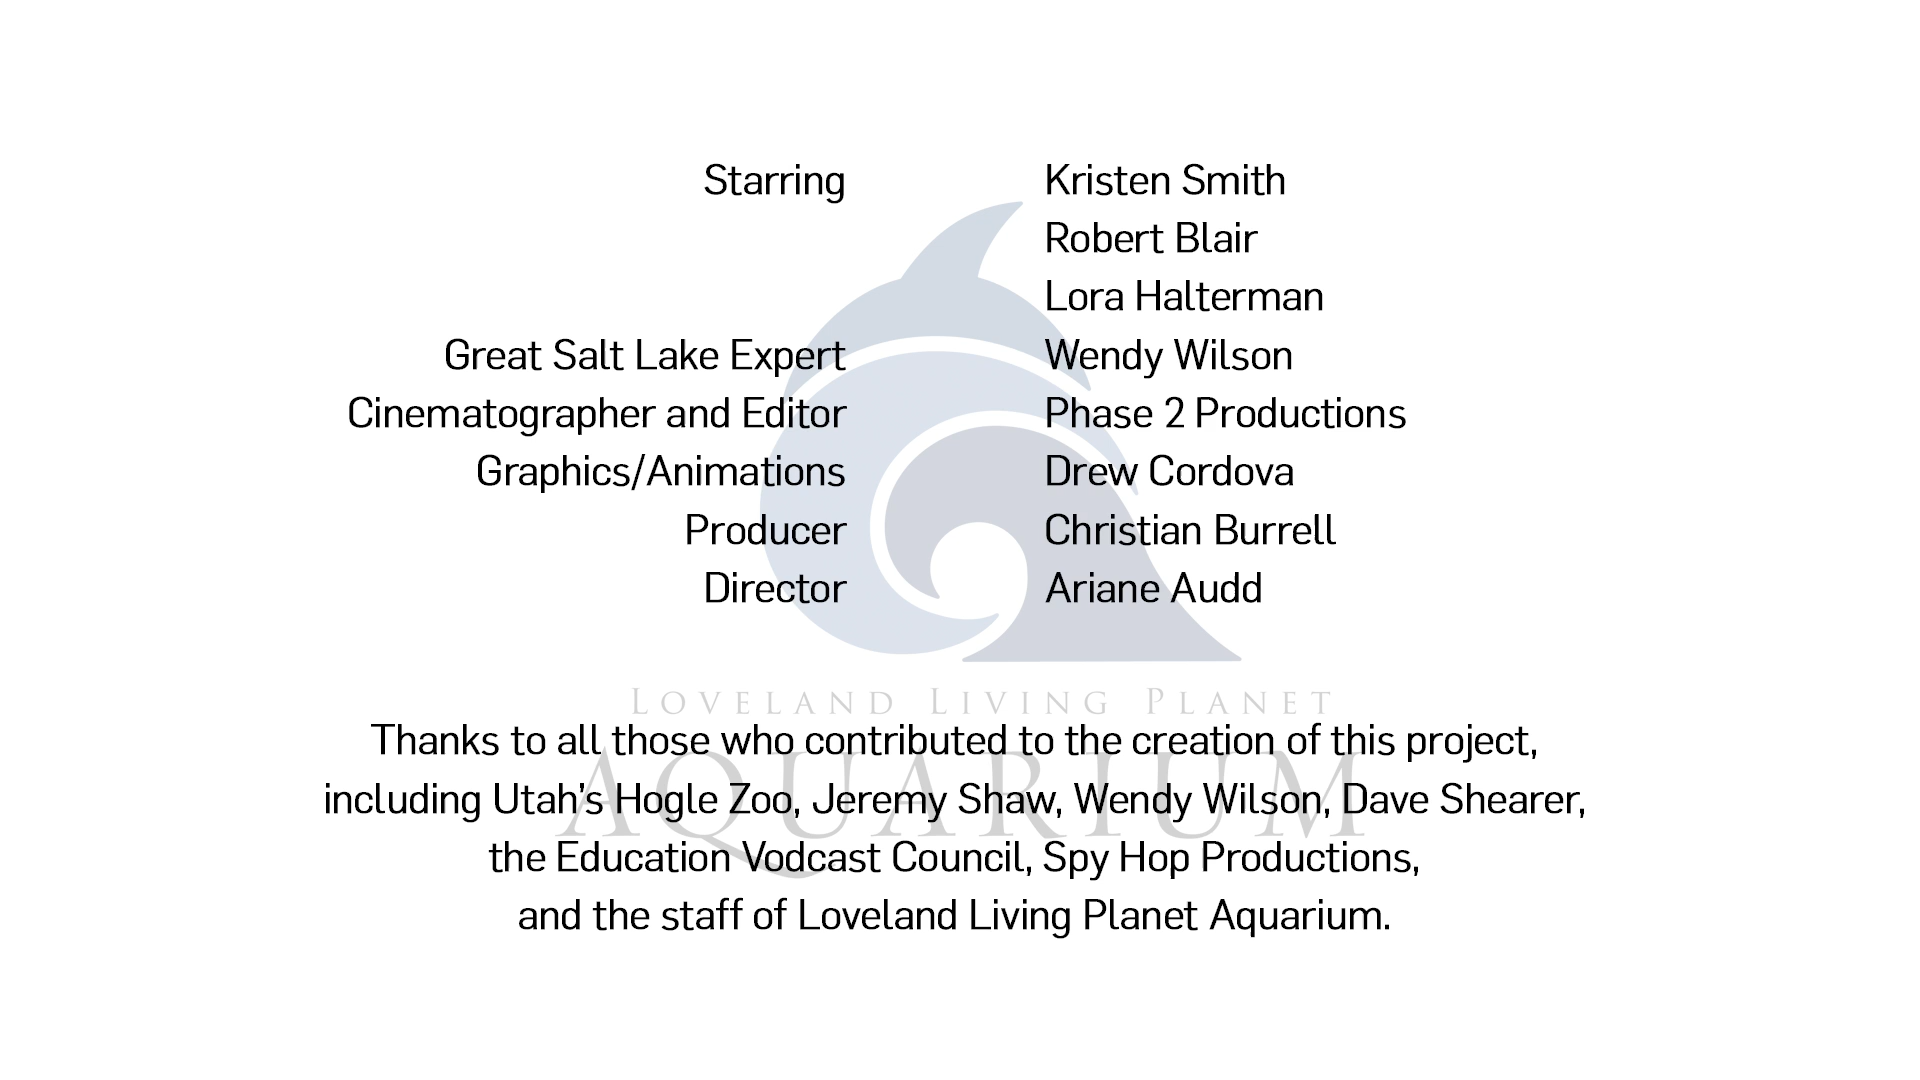 Starring Kristen Smith
Robert Blair
Lora Halterman
Great Salt Lake Expert Wendy Wilson
Cinematographer and Editor Phase 2 Productions
Graphics/Animations Drew Cordova
Producer Christian Burrell
Director Ariane Audd
LOVELAND LIVING PLANET
AQUARIUM
Thanks to all those who contributed to the creation of this project,
including Utah’s Hogle Zoo, Jeremy Shaw, Wendy Wilson, Dave Shearer,
the Education Vodcast Council, Spy Hop Productions,
and the staff of Loveland Living Planet Aquarium.